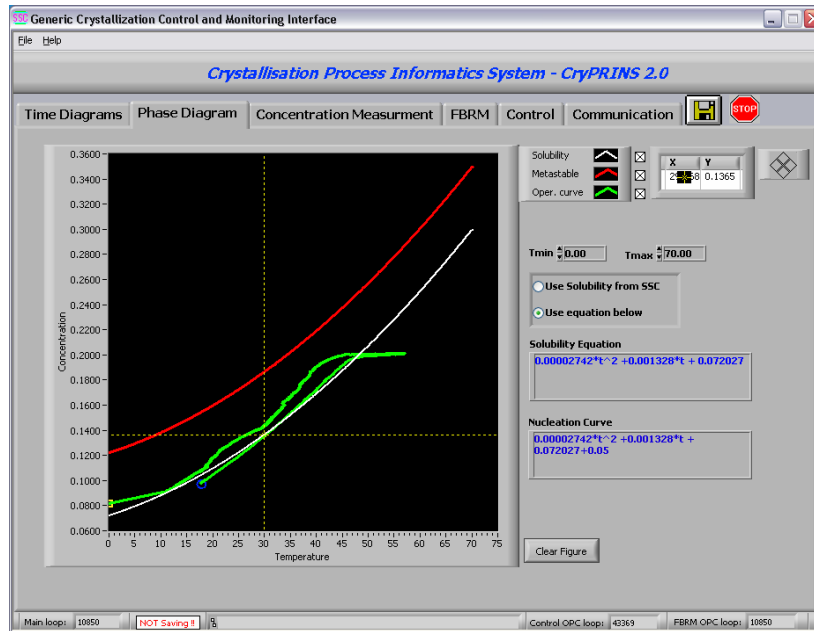 SSC Generic Crystallization Control and Monitoring Interface
File Help
Crystallisation Process Informatics System - CryPRINS 2.0
Time Diagrams Phase Diagram Concentration Measurment FBRM Control Communication STOP
Solubility
Metastable
Oper. curve
X Y
0.1365
Tmin 0.00 Tmax 70.00
Use Solubility from SSC
Use equation below
Solubility Equation
0.00002742*t^2 +0.001328*t + 0.072027
Nucleation Curve
0.00002742*t^2 +0.001328*t +
0.072027+0.05
Clear Figure
Concentration
0.3600
0.3400
0.3200
0.3000
0.2800
0.2600
0.2400
0.2200
0.2000
0.1800
0.1600
0.1400
0.1200
0.1000
0.0800
0.0600
0 5 10 15 20 25 30 35 40 45 50 55 60 65 70 75
Temperature
Main loop: 10850 NOT Saving !! Control OPC loop: 43369 FBRM OPC loop: 10850